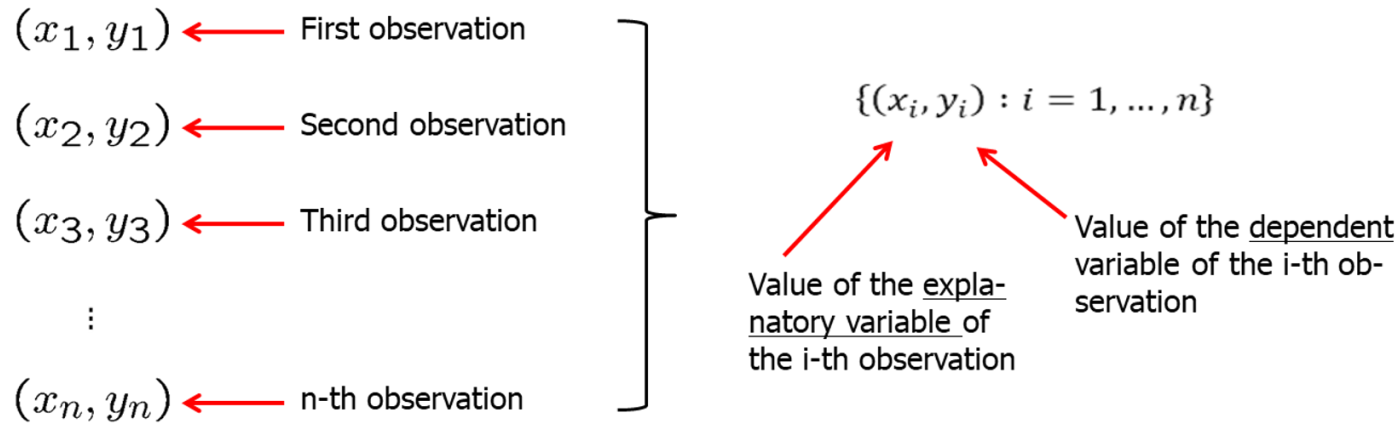 (x₁, y₁) First observation
(x₂, y₂) Second observation
(x₃, y₃) Third observation
⋮
(xₙ, yₙ) n-th observation
{(xᵢ, yᵢ) : i = 1, …, n}
Value of the expla-
natory variable of
the i-th observation
Value of the dependent
variable of the i-th ob-
servation